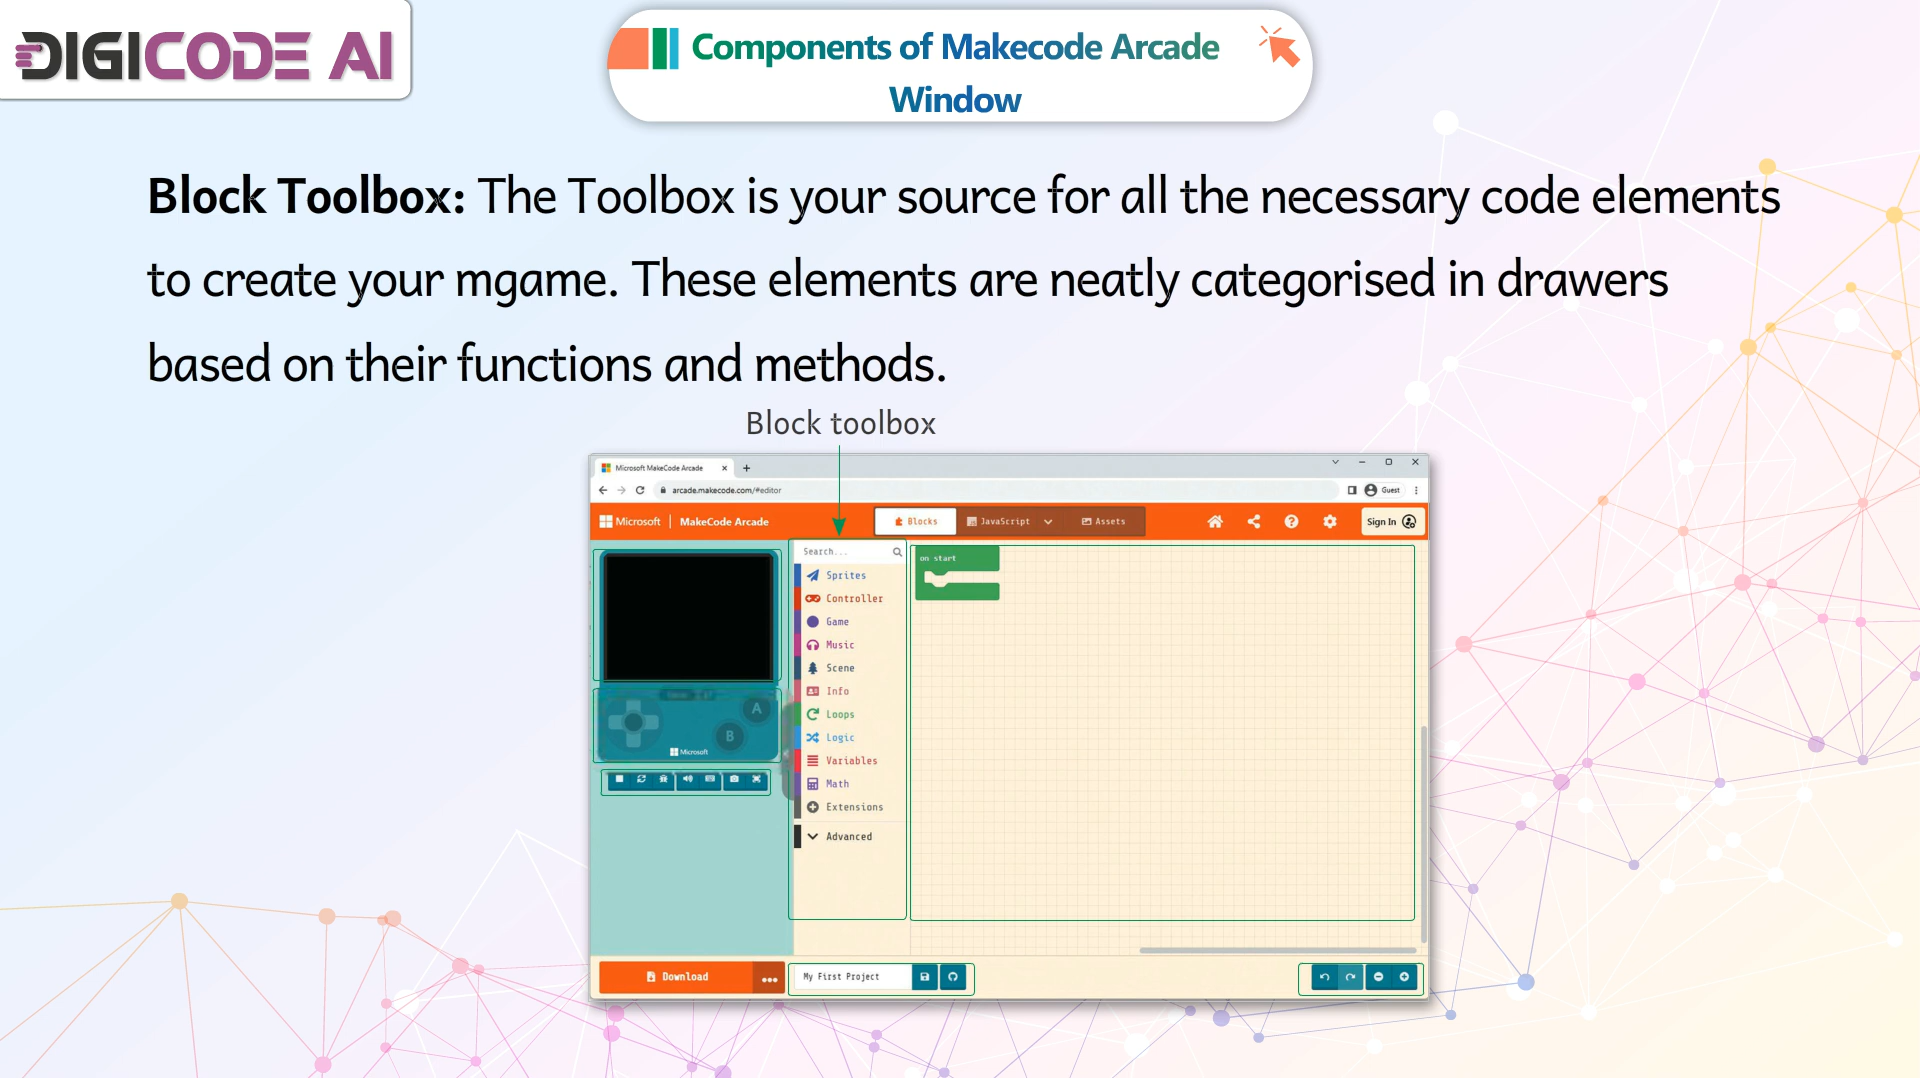 DIGICODE AI
Components of Makecode Arcade
Window
Block Toolbox: The Toolbox is your source for all the necessary code elements
to create your mgame. These elements are neatly categorised in drawers
based on their functions and methods.
Block toolbox
Microsoft MakeCode Arcade
arcade.makecode.com/#editor
Guest
Microsoft | MakeCode Arcade
Blocks
JavaScript
Assets
Sign In
Search...
on start
Sprites
Controller
Game
Music
Scene
Info
Loops
Logic
Variables
Math
Extensions
Advanced
A
B
Microsoft
Download
My First Project